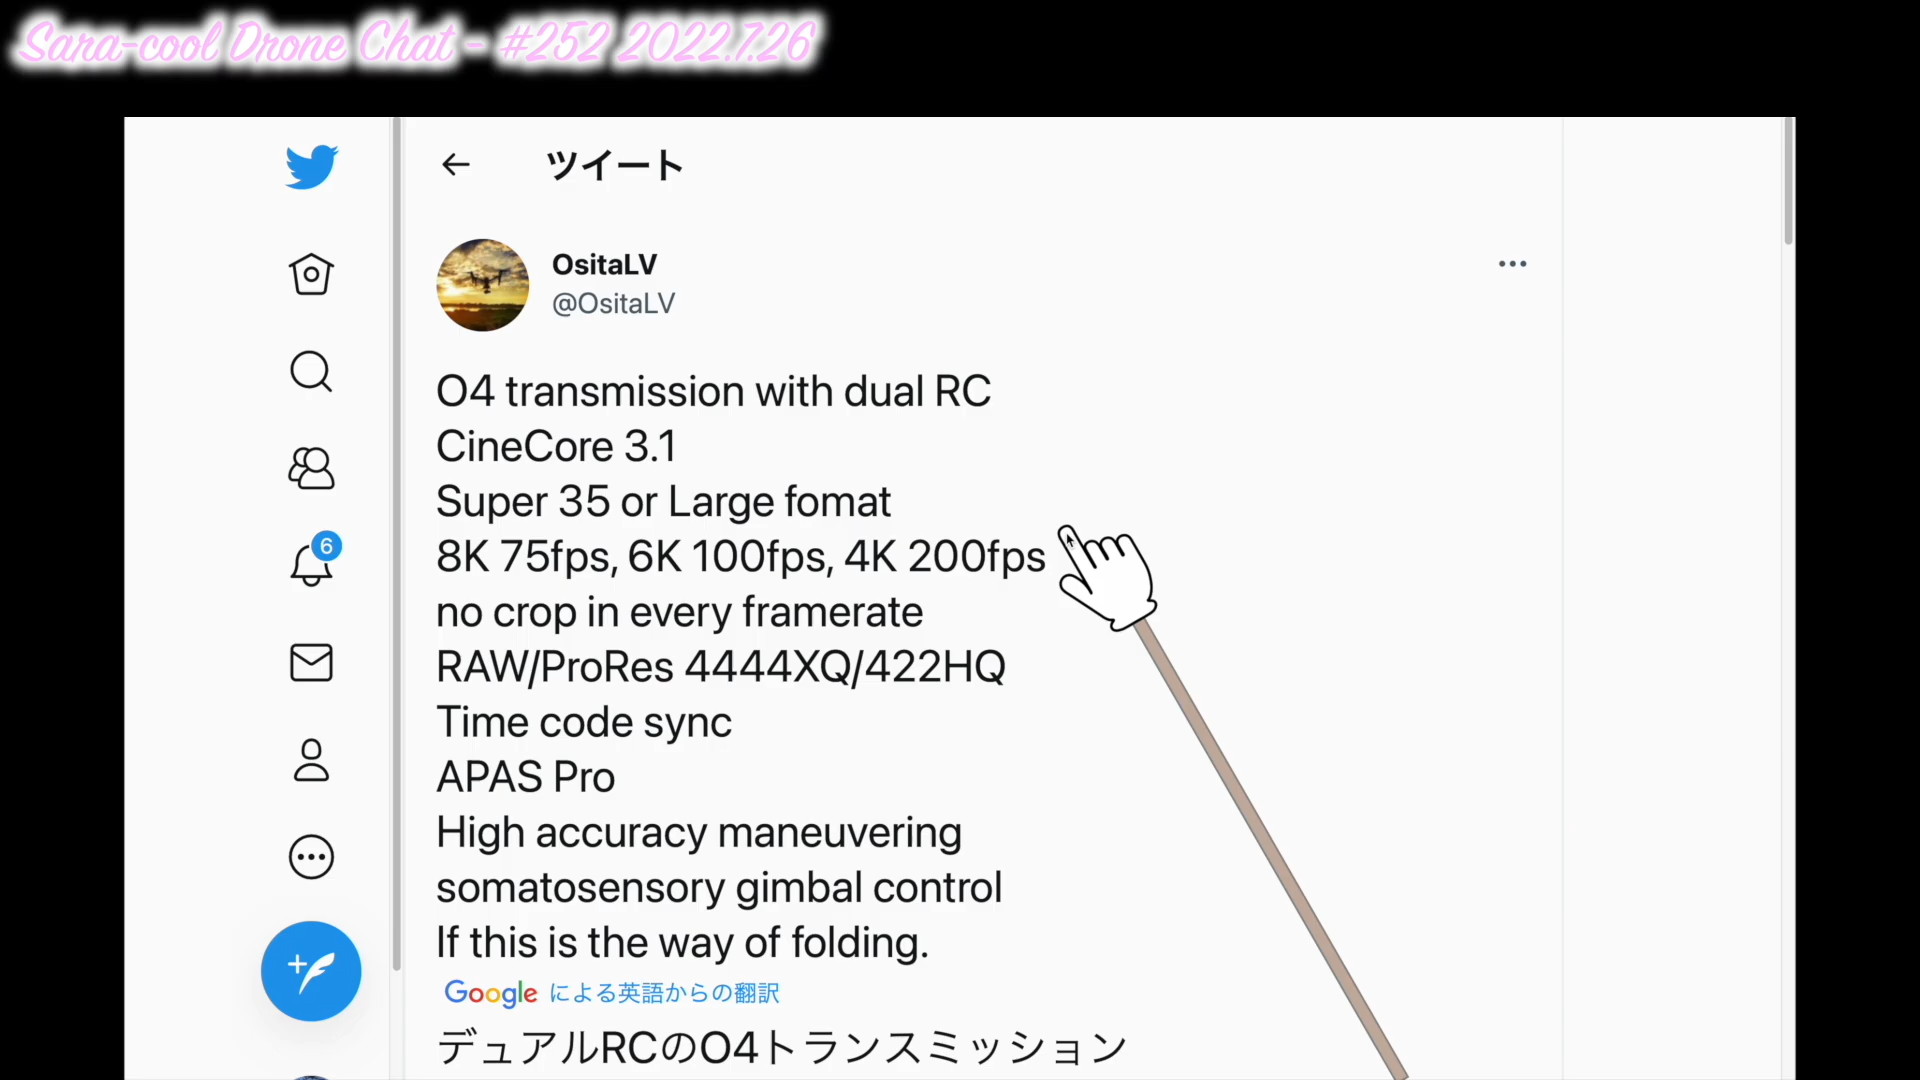 Sara-cool Drone Chat - #252 2022.7.26
ツイート
OsitaLV
@OsitaLV
O4 transmission with dual RC
CineCore 3.1
Super 35 or Large fomat
8K 75fps, 6K 100fps, 4K 200fps
no crop in every framerate
RAW/ProRes 4444XQ/422HQ
Time code sync
APAS Pro
High accuracy maneuvering
somatosensory gimbal control
If this is the way of folding.
Google による英語からの翻訳
デュアルRCのO4トランスミッション
6